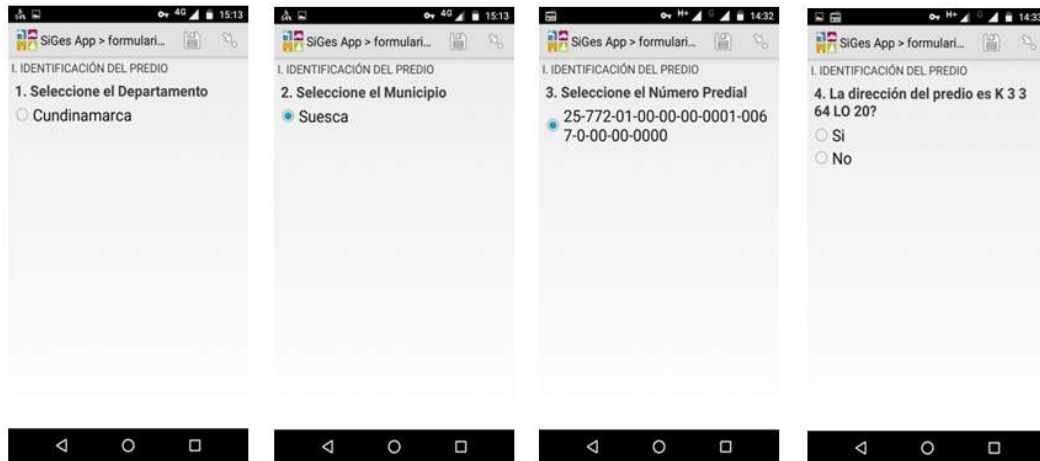 4G 15:13
SiGes App > formulari...
I. IDENTIFICACIÓN DEL PREDIO
1. Seleccione el Departamento
Cundinamarca
4G 15:13
SiGes App > formulari...
I. IDENTIFICACIÓN DEL PREDIO
2. Seleccione el Municipio
Suesca
H+ G 14:32
SiGes App > formulari...
I. IDENTIFICACIÓN DEL PREDIO
3. Seleccione el Número Predial
25-772-01-00-00-00-0001-006
7-0-00-00-0000
H+ G 14:33
SiGes App > formulari...
I. IDENTIFICACIÓN DEL PREDIO
4. La dirección del predio es K 3 3
64 LO 20?
Si
No